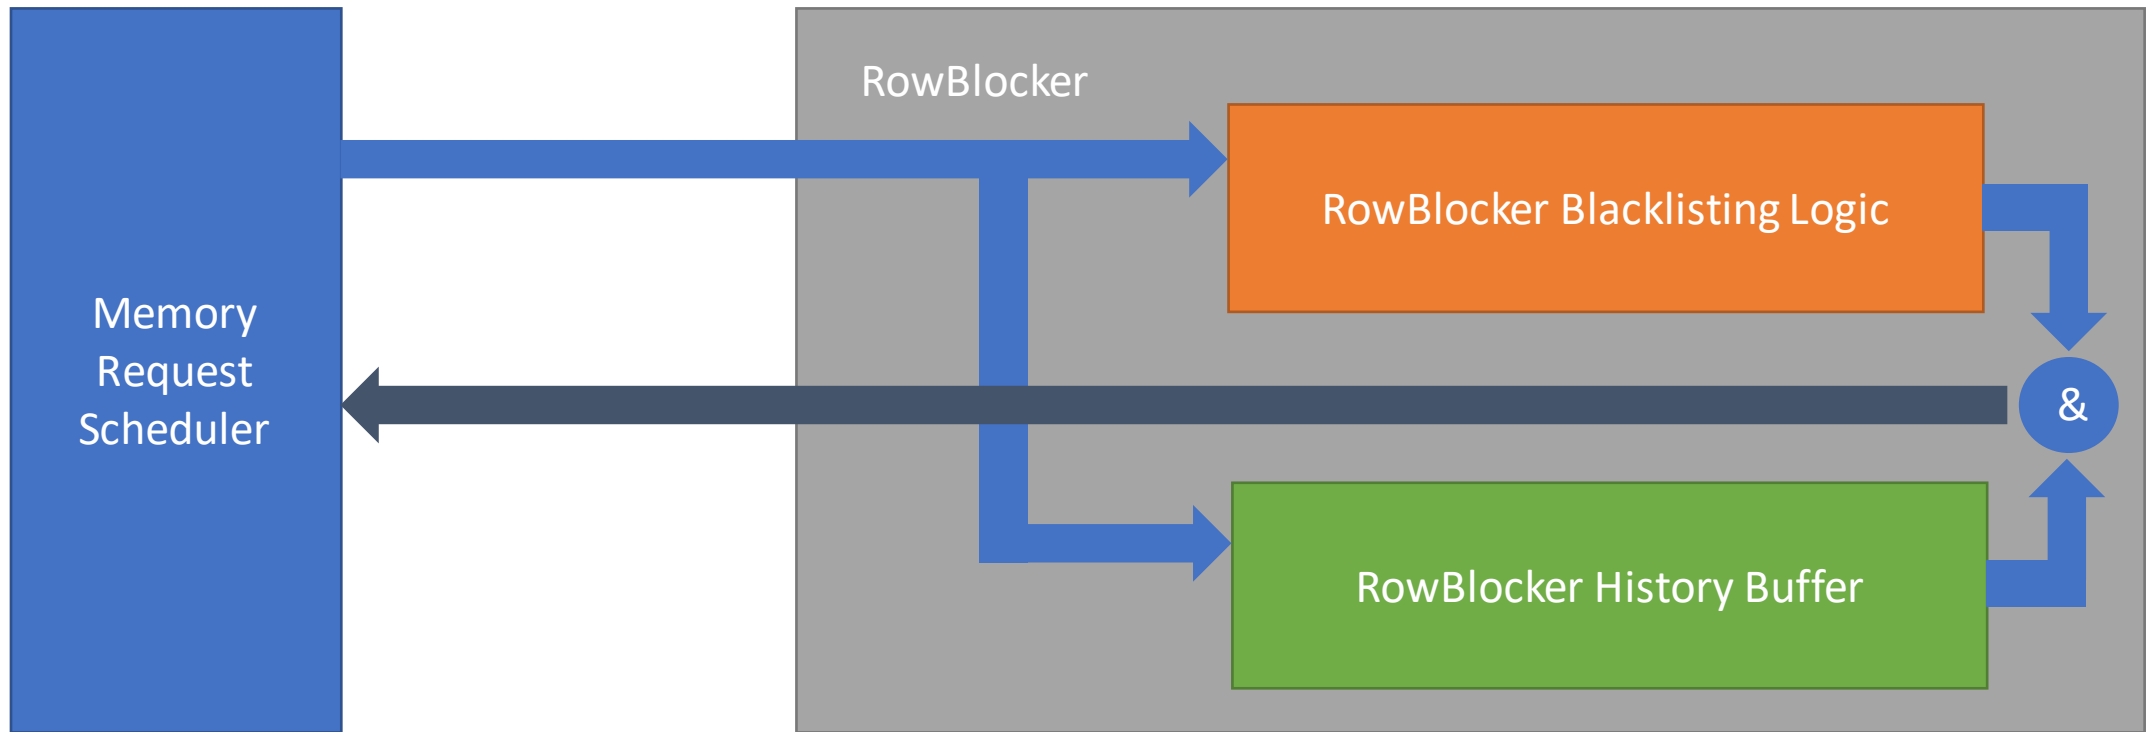 Memory
Request
Scheduler
RowBlocker
RowBlocker Blacklisting Logic
&
RowBlocker History Buffer